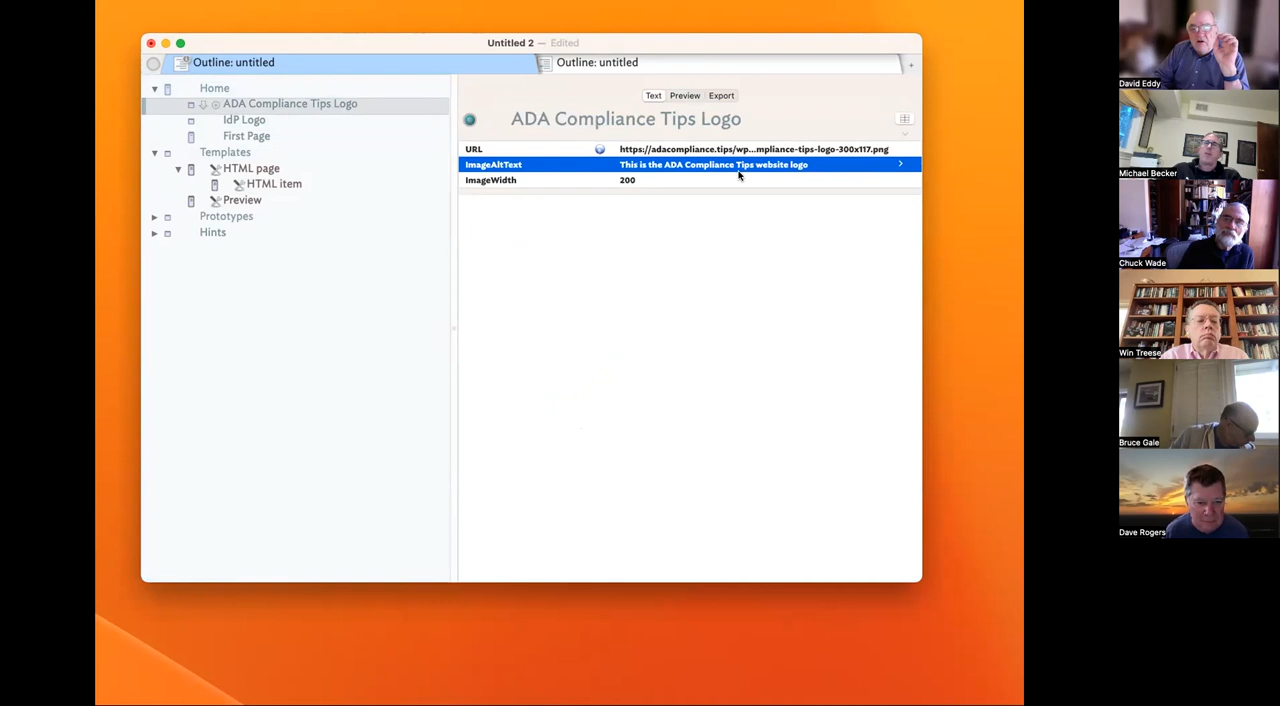 Untitled 2 — Edited
Outline: untitled
Outline: untitled
+
Home
ADA Compliance Tips Logo
IdP Logo
First Page
Templates
HTML page
HTML item
Preview
Prototypes
Hints
Text Preview Export
ADA Compliance Tips Logo
URL https://adacompliance.tips/wp...mpliance-tips-logo-300x117.png
ImageAltText This is the ADA Compliance Tips website logo
ImageWidth 200
David Eddy
Michael Becker
Chuck Wade
Win Treese
Bruce Gale
Dave Rogers